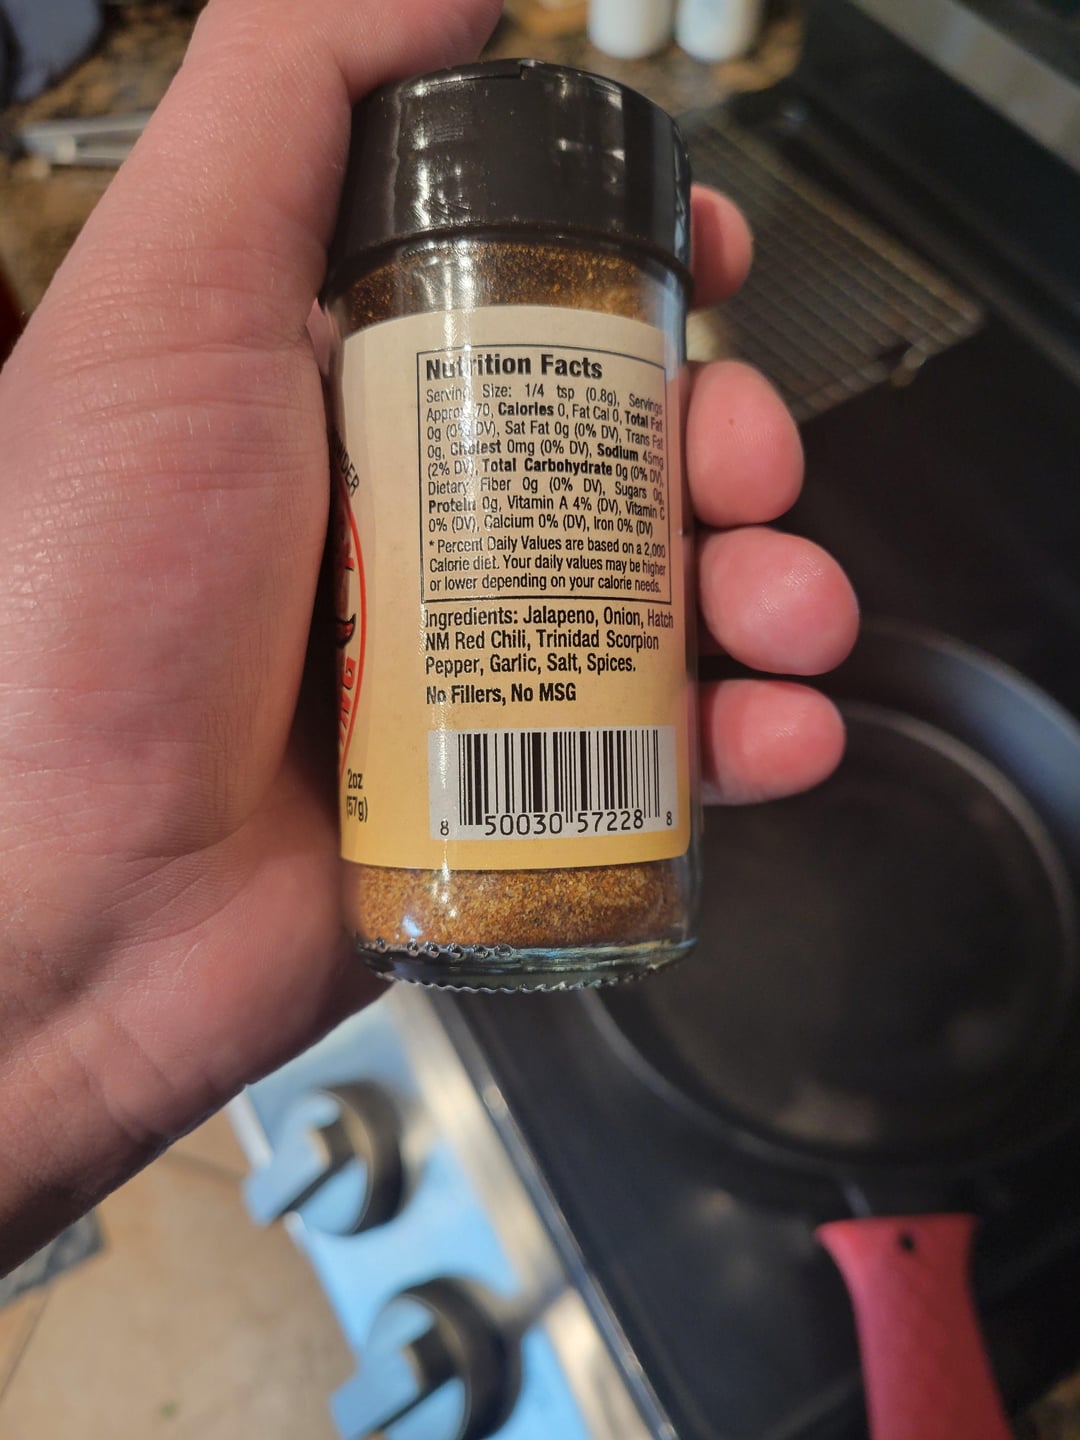 Nutrition Facts
Serving Size: 1/4 tsp (0.8g), Servings
Approx 70, Calories 0, Fat Cal 0, Total Fat
0g (0% DV), Sat Fat 0g (0% DV), Trans Fat
0g, Cholest 0mg (0% DV), Sodium 45mg
(2% DV), Total Carbohydrate 0g (0% DV),
Dietary Fiber 0g (0% DV), Sugars 0g,
Protein 0g, Vitamin A 4% (DV), Vitamin C
0% (DV), Calcium 0% (DV), Iron 0% (DV)
* Percent Daily Values are based on a 2,000
Calorie diet. Your daily values may be higher
or lower depending on your calorie needs.
Ingredients: Jalapeno, Onion, Hatch
NM Red Chili, Trinidad Scorpion
Pepper, Garlic, Salt, Spices.
No Fillers, No MSG
2oz
(57g)
8 50030 57228 8